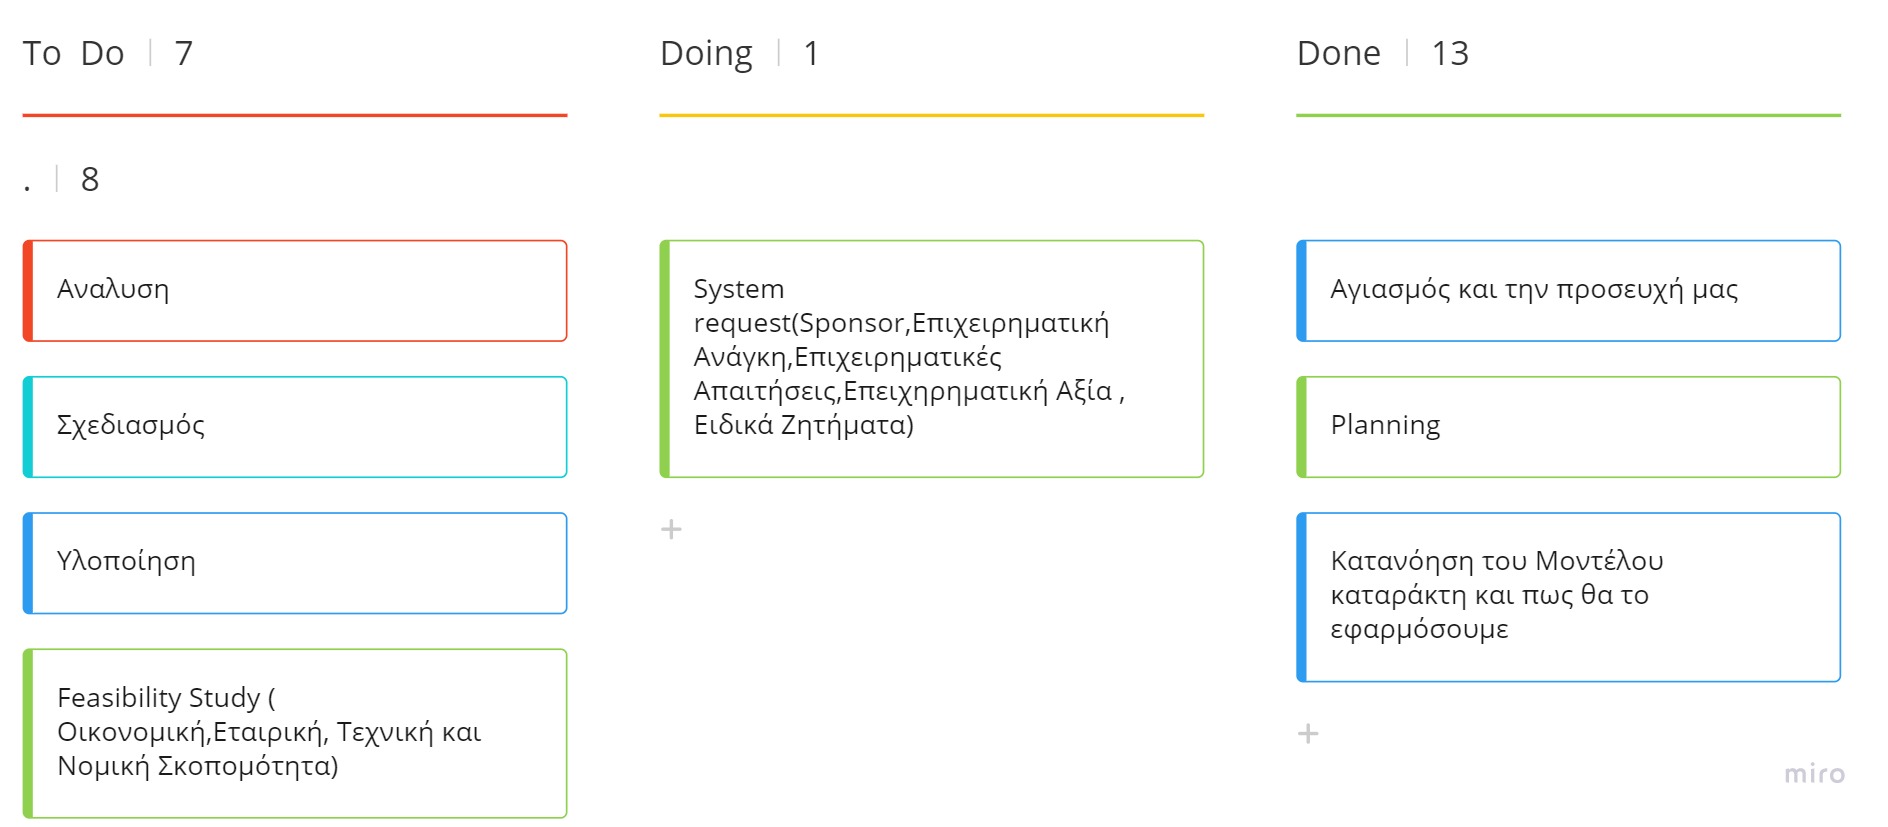 To Do | 7
Doing | 1
Done | 13
. | 8
Αναλυση
Σχεδιασμός
Υλοποίηση
Feasibility Study (
Οικονομική,Εταιρική, Τεχνική και
Νομική Σκοπομότητα)
System
request(Sponsor,Επιχειρηματική
Ανάγκη,Επιχειρηματικές
Απαιτήσεις,Επειχηρηματική Αξία ,
Ειδικά Ζητήματα)
+
Αγιασμός και την προσευχή μας
Planning
Κατανόηση του Μοντέλου
καταράκτη και πως θα το
εφαρμόσουμε
+
miro